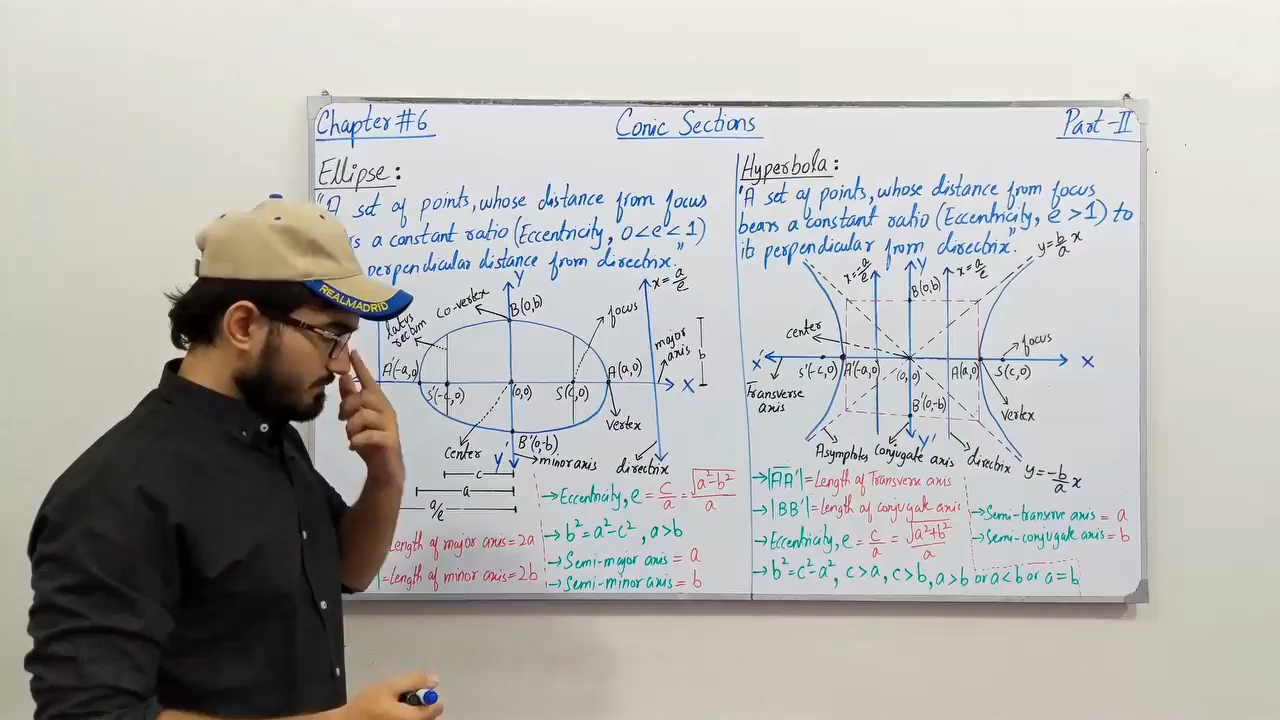 Chapter #6
Conic Sections
Part-II
Ellipse:
"A set of points, whose distance from focus
s a constant ratio (Eccentricity, 0<e<1)
perpendicular distance from directrix."
Y
x=a/e
co-vertex
B(0,b)
focus
latus
rectum
major
axis
b
A'(-a,0)
A(a,0)
S'(-c,0)
(0,0)
S(c,0)
X
vertex
B'(0,-b)
center
Y'
minor axis
directrix
c
a
a/e
→Eccentricity, e = c/a = √(a²-b²)/a
→b²=a²-c², a>b
Length of major axis=2a
→Semi-major axis = a
=Length of minor axis=2b
→Semi-minor axis = b
Hyperbola:
"A set of points, whose distance from focus
bears a constant ratio (Eccentricity, e>1) to
its perpendicular from directrix."
y=b/a x
x=a/e
Y
x=a/e
B(0,b)
center
focus
X'
X
S'(-c,0)
A'(-a,0)
(0,0)
A(a,0)
S(c,0)
Transverse
axis
B'(0,-b)
vertex
Y'
Asymptotes
conjugate axis
directrix
y=-b/a x
→|AA'|=Length of Transverse axis
→|BB'|=Length of conjugate axis
→Semi-transverse axis = a
→Semi-conjugate axis = b
→Eccentricity, e = c/a = √(a²+b²)/a
→b²=c²-a², c>a, c>b, a>b or a<b or a=b
REALMADRID